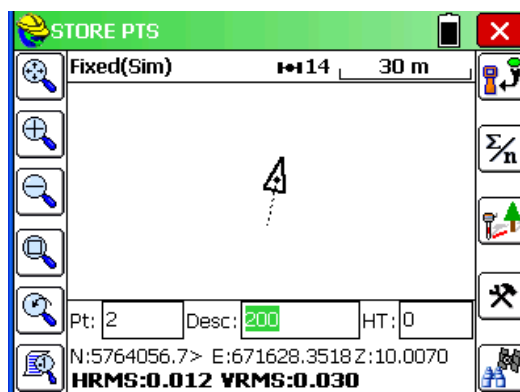 STORE PTS
Fixed(Sim) 14 30 m
Σ/n
Pt: 2 Desc: 200 HT: 0
N:5764056.7> E:671628.3518 Z:10.0070
HRMS:0.012 VRMS:0.030